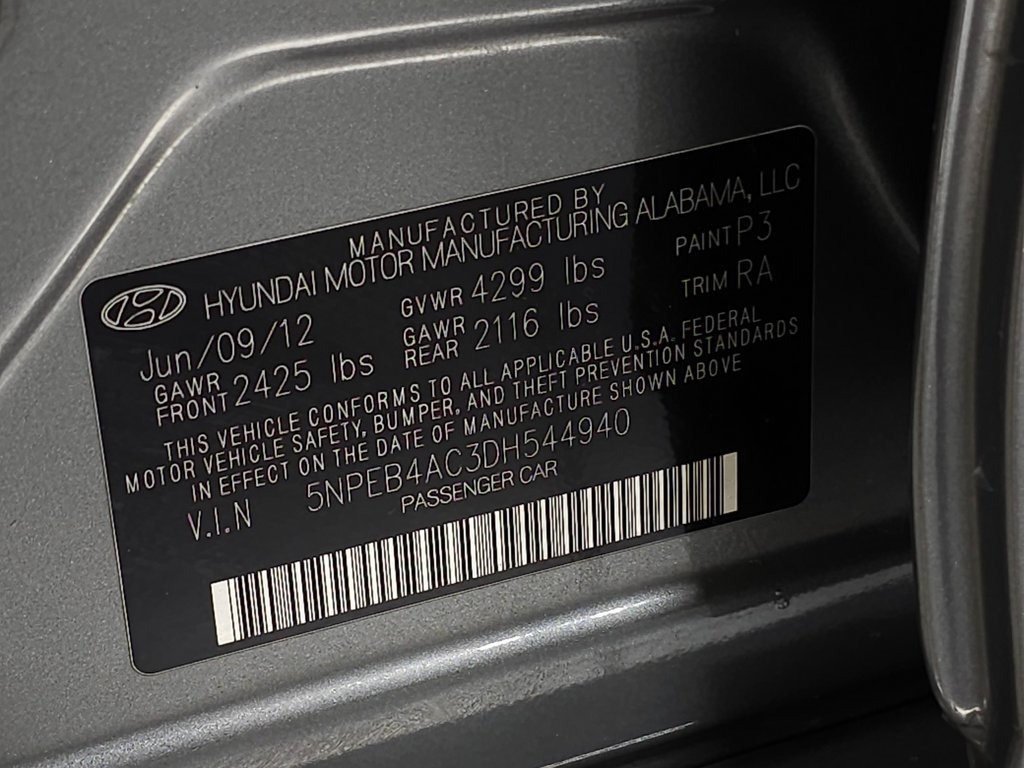 MANUFACTURED BY
HYUNDAI MOTOR MANUFACTURING ALABAMA, LLC
Jun/09/12 GVWR 4299 lbs PAINT P3
GAWR FRONT 2425 lbs GAWR REAR 2116 lbs TRIM RA
THIS VEHICLE CONFORMS TO ALL APPLICABLE U.S.A. FEDERAL
MOTOR VEHICLE SAFETY, BUMPER, AND THEFT PREVENTION STANDARDS
IN EFFECT ON THE DATE OF MANUFACTURE SHOWN ABOVE
V.I.N 5NPEB4AC3DH544940
PASSENGER CAR